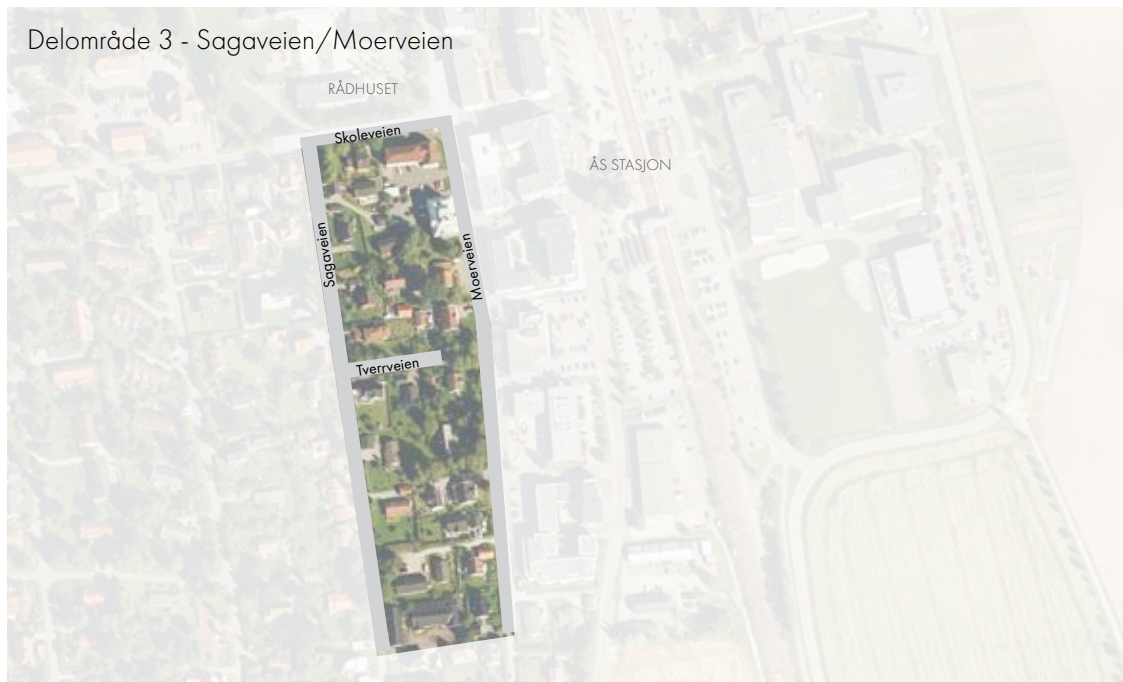 Delområde 3 - Sagaveien/Moerveien
RÅDHUSET
Skoleveien
ÅS STASJON
Sagaveien
Moerveien
Tverrveien